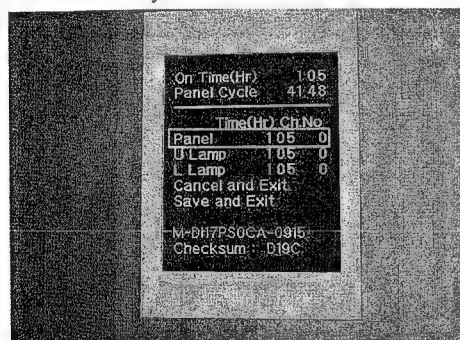 On Time(Hr) 1:05
Panel Cycle 41:48
Time(Hr) Ch.No
Panel 1:05 0
U Lamp 1:05 0
L Lamp 1:05 0
Cancel and Exit
Save and Exit
M-DH17PS0CA-0915
Checksum : D19C